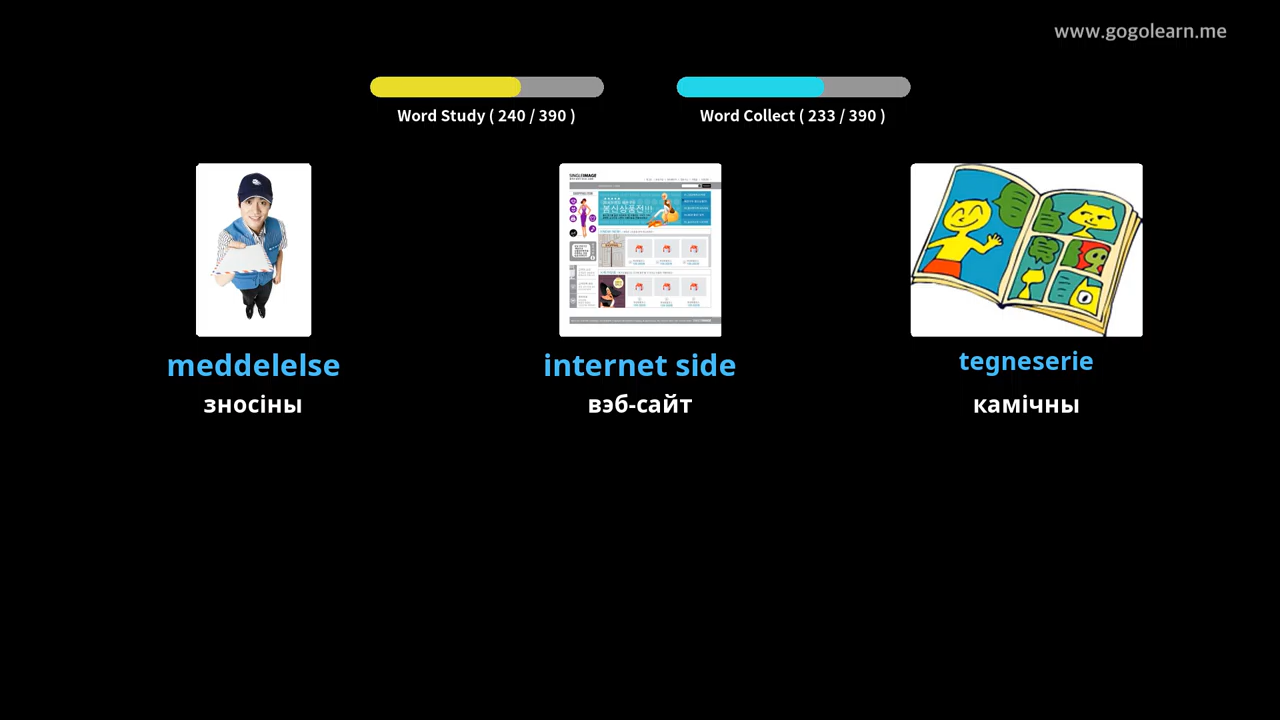 www.gogolearn.me
Word Study ( 240 / 390 )
Word Collect ( 233 / 390 )
meddelelse
internet side
tegneserie
зносіны
вэб-сайт
камічны